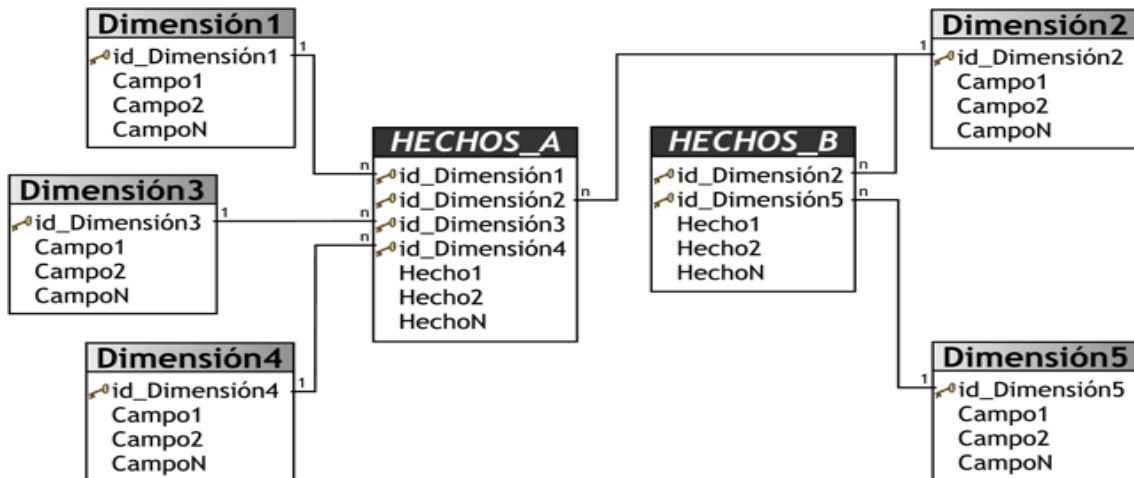 Dimensión1
id_Dimensión1
Campo1
Campo2
CampoN
1
Dimensión3
id_Dimensión3
Campo1
Campo2
CampoN
1
Dimensión4
id_Dimensión4
Campo1
Campo2
CampoN
1
HECHOS_A
n
id_Dimensión1
id_Dimensión2
n
n
id_Dimensión3
n
id_Dimensión4
Hecho1
Hecho2
HechoN
HECHOS_B
id_Dimensión2
n
id_Dimensión5
n
Hecho1
Hecho2
HechoN
Dimensión2
1
id_Dimensión2
Campo1
Campo2
CampoN
Dimensión5
1
id_Dimensión5
Campo1
Campo2
CampoN